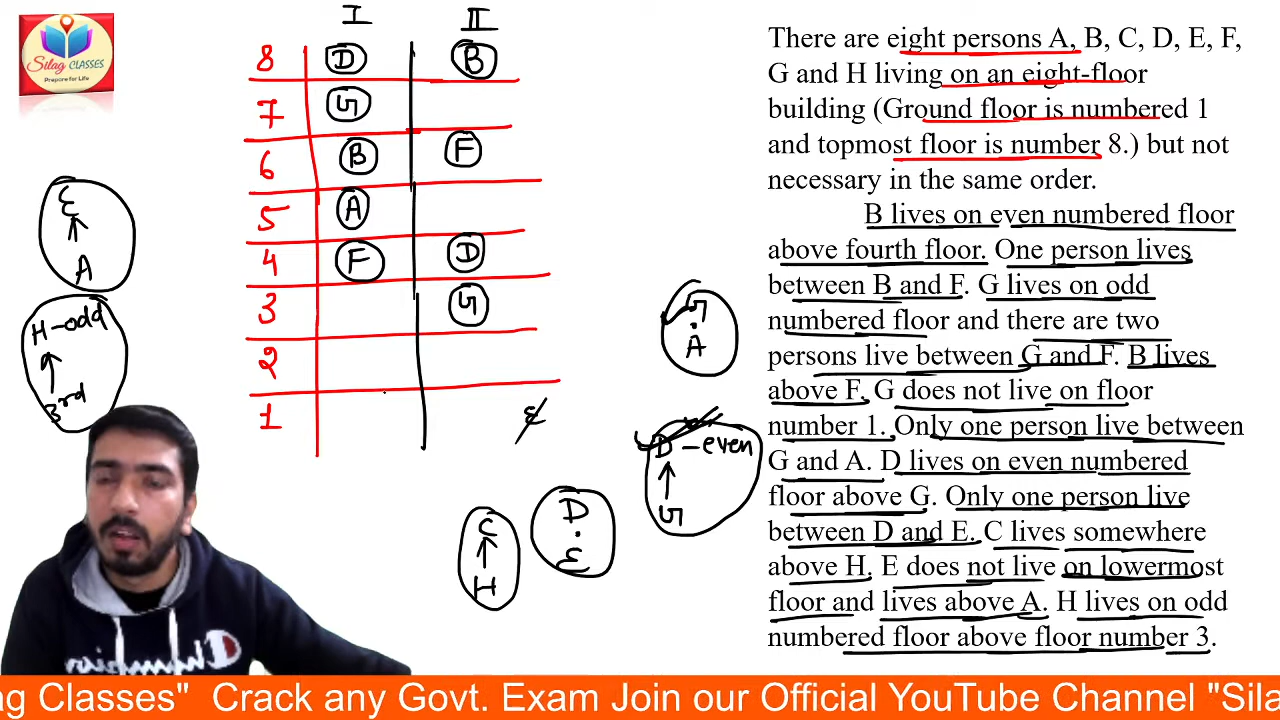 Silag CLASSES
Prepare for Life
I II
8 D B
7 G
6 B F
5 A
4 F D
3 G
2
1
E
A
H-odd
3rd
G
A
D-even
G
D
E
C
H
There are eight persons A, B, C, D, E, F,
G and H living on an eight-floor
building (Ground floor is numbered 1
and topmost floor is number 8.) but not
necessary in the same order.
B lives on even numbered floor
above fourth floor. One person lives
between B and F. G lives on odd
numbered floor and there are two
persons live between G and F. B lives
above F. G does not live on floor
number 1. Only one person live between
G and A. D lives on even numbered
floor above G. Only one person live
between D and E. C lives somewhere
above H. E does not live on lowermost
floor and lives above A. H lives on odd
numbered floor above floor number 3.
Champion
ag Classes" Crack any Govt. Exam Join our Official YouTube Channel "Sila